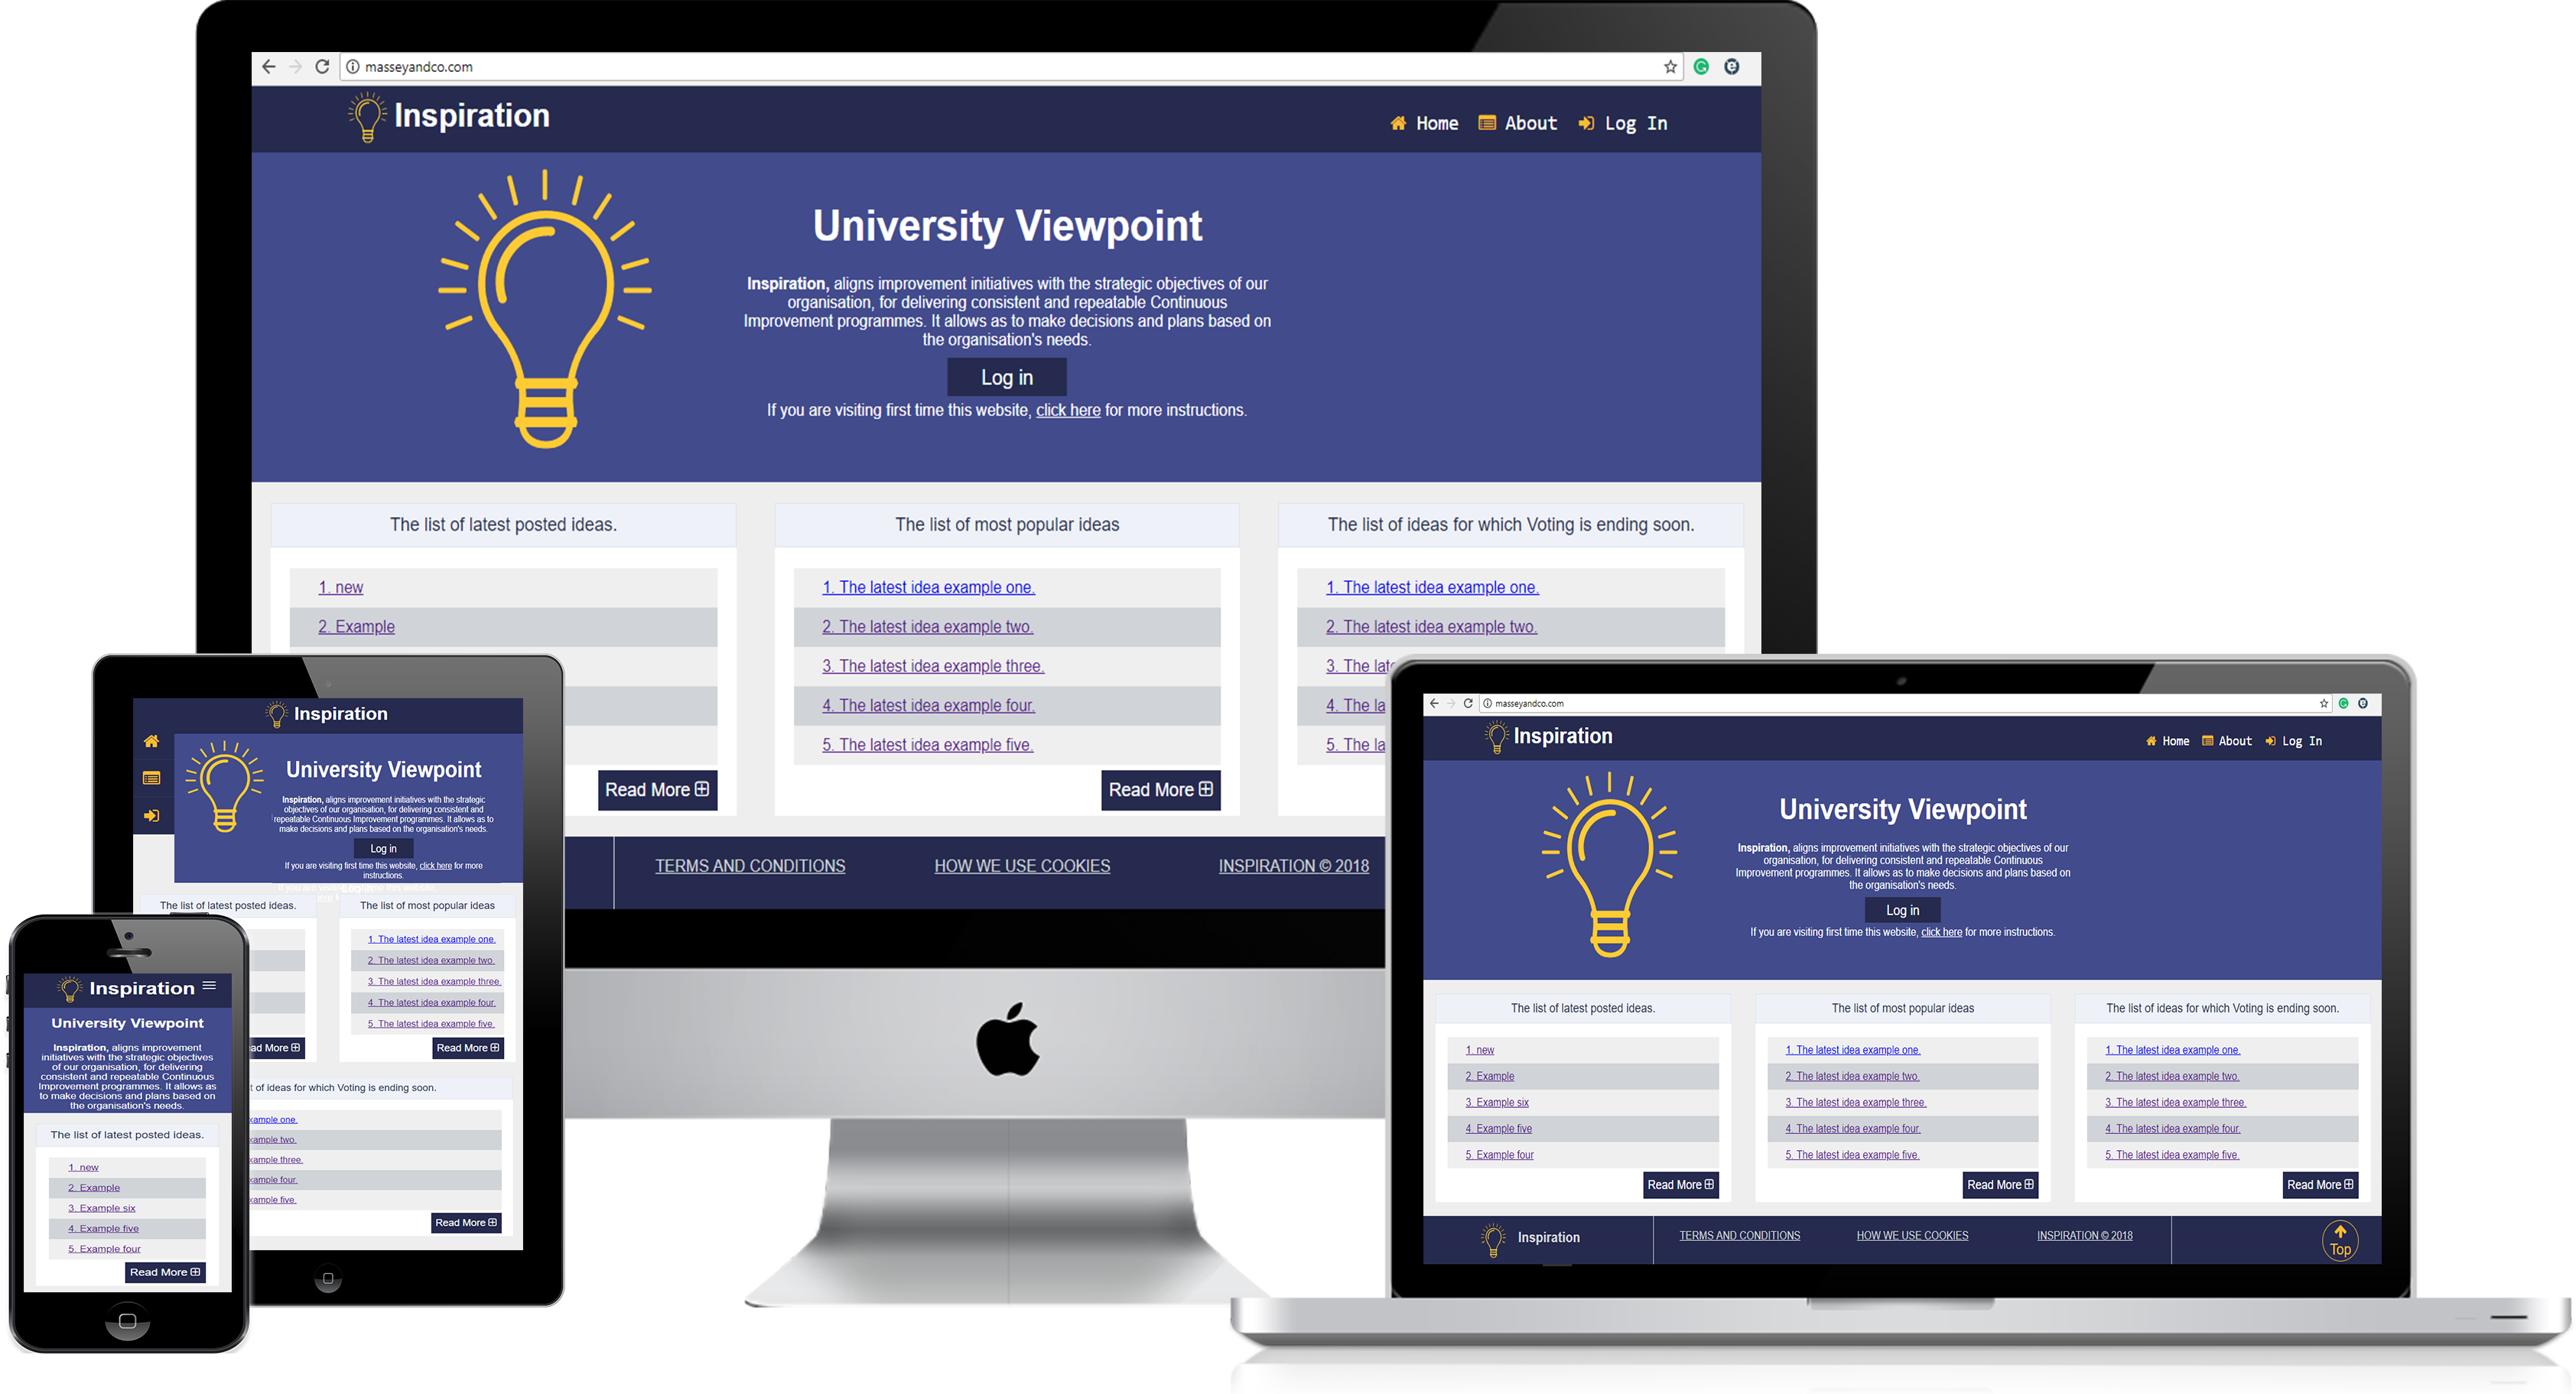 masseyandco.com
Inspiration
Home About Log In
University Viewpoint
Inspiration, aligns improvement initiatives with the strategic objectives of our
organisation, for delivering consistent and repeatable Continuous
Improvement programmes. It allows as to make decisions and plans based on
the organisation's needs.
Log in
If you are visiting first time this website, click here for more instructions.
The list of latest posted ideas.
1. new
2. Example
Read More
The list of most popular ideas
1. The latest idea example one.
2. The latest idea example two.
3. The latest idea example three.
4. The latest idea example four.
5. The latest idea example five.
Read More
The list of ideas for which Voting is ending soon.
1. The latest idea example one.
2. The latest idea example two.
3. The
4. The
5. The
TERMS AND CONDITIONS
HOW WE USE COOKIES
INSPIRATION © 2018
Inspiration
University Viewpoint
Inspiration, aligns improvement initiatives with the strategic
objectives of our organisation, for delivering consistent and
repeatable Continuous Improvement programmes. It allows as to
make decisions and plans based on the organisation's needs.
Log in
If you are visiting first time this website, click here for more
instructions.
The list of latest posted ideas.
Read More
The list of most popular ideas
1. The latest idea example one.
2. The latest idea example two.
3. The latest idea example three.
4. The latest idea example four.
5. The latest idea example five.
Read More
of ideas for which Voting is ending soon.
example one.
example two.
example three.
example four.
example five.
Read More
Inspiration
University Viewpoint
Inspiration, aligns improvement
initiatives with the strategic objectives
of our organisation, for delivering
consistent and repeatable Continuous
Improvement programmes. It allows as
to make decisions and plans based on
the organisation's needs.
The list of latest posted ideas.
1. new
2. Example
3. Example six
4. Example five
5. Example four
Read More
masseyandco.com
Inspiration
Home About Log In
University Viewpoint
Inspiration, aligns improvement initiatives with the strategic objectives of our
organisation, for delivering consistent and repeatable Continuous
Improvement programmes. It allows as to make decisions and plans based on
the organisation's needs.
Log in
If you are visiting first time this website, click here for more instructions.
The list of latest posted ideas.
1. new
2. Example
3. Example six
4. Example five
5. Example four
Read More
The list of most popular ideas
1. The latest idea example one.
2. The latest idea example two.
3. The latest idea example three.
4. The latest idea example four.
5. The latest idea example five.
Read More
The list of ideas for which Voting is ending soon.
1. The latest idea example one.
2. The latest idea example two.
3. The latest idea example three.
4. The latest idea example four.
5. The latest idea example five.
Read More
Inspiration
TERMS AND CONDITIONS
HOW WE USE COOKIES
INSPIRATION © 2018
Top